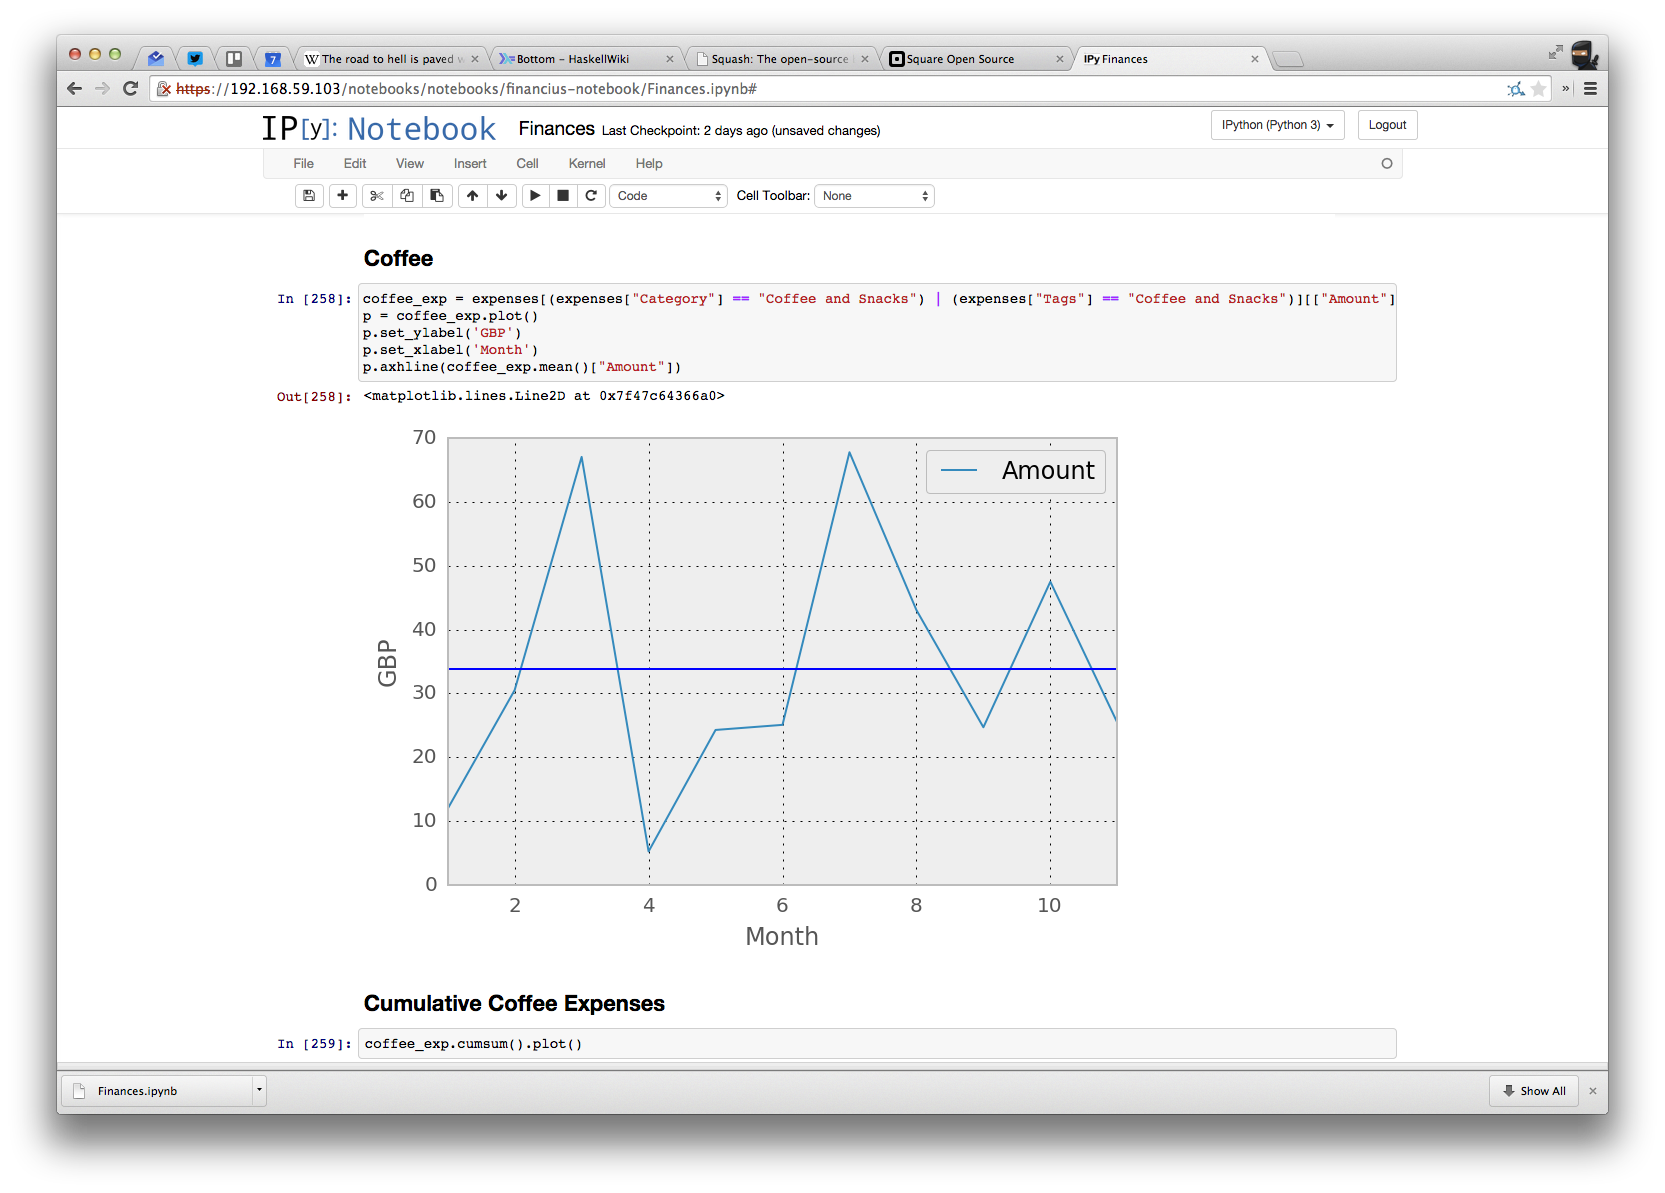 7
W The road to hell is paved
Bottom - HaskellWiki
Squash: The open-source
Square Open Source
IPy Finances
https://192.168.59.103/notebooks/notebooks/financius-notebook/Finances.ipynb#
IP[y]: Notebook Finances Last Checkpoint: 2 days ago (unsaved changes)
IPython (Python 3) Logout
File Edit View Insert Cell Kernel Help
Code Cell Toolbar: None
Coffee
In [258]: coffee_exp = expenses[(expenses["Category"] == "Coffee and Snacks") | (expenses["Tags"] == "Coffee and Snacks")][["Amount"]
p = coffee_exp.plot()
p.set_ylabel('GBP')
p.set_xlabel('Month')
p.axhline(coffee_exp.mean()["Amount"])
Out[258]: <matplotlib.lines.Line2D at 0x7f47c64366a0>
70
60
50
40
30
20
10
0
GBP
Amount
2 4 6 8 10
Month
Cumulative Coffee Expenses
In [259]: coffee_exp.cumsum().plot()
Finances.ipynb
Show All